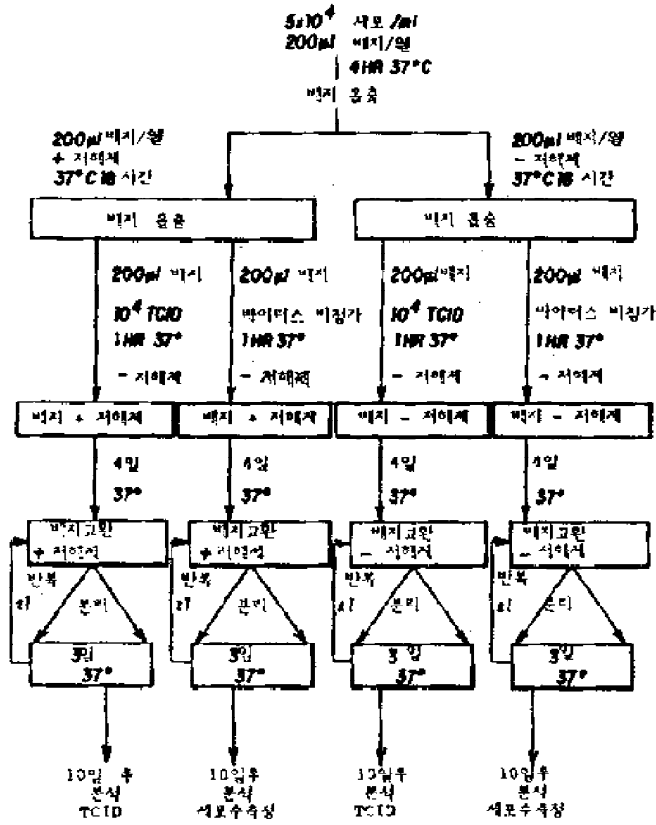 5x10⁴ 세포/ml
200µl 배지/웰
4HR 37°C
배지 흡출
200µl 배지/웰
+ 저해제
37°C 18 시간
200µl 배지/웰
- 저해제
37°C 18 시간
배지 흡출
배지 흡출
200µl 배지
10⁴ TCID
1HR 37°
- 저해제
200µl 배지
바이러스 비첨가
1HR 37°
- 저해제
200µl 배지
10⁴ TCID
1HR 37°
- 저해제
200µl 배지
바이러스 비첨가
1HR 37°
- 저해제
배지 + 저해제
배지 + 저해제
배지 - 저해제
배지 - 저해제
4일
37°
4일
37°
4일
37°
4일
37°
배지교환
+ 저해제
배지교환
+ 저해제
배지교환
- 저해제
배지교환
- 저해제
반복
분리
반복
분리
반복
분리
반복
분리
3일
37°
3일
37°
3일
37°
3일
37°
10일 후
분석
TCID
10일후
분석
세포수측정
10일후
분석
TCID
10일후
분석
세포수측정